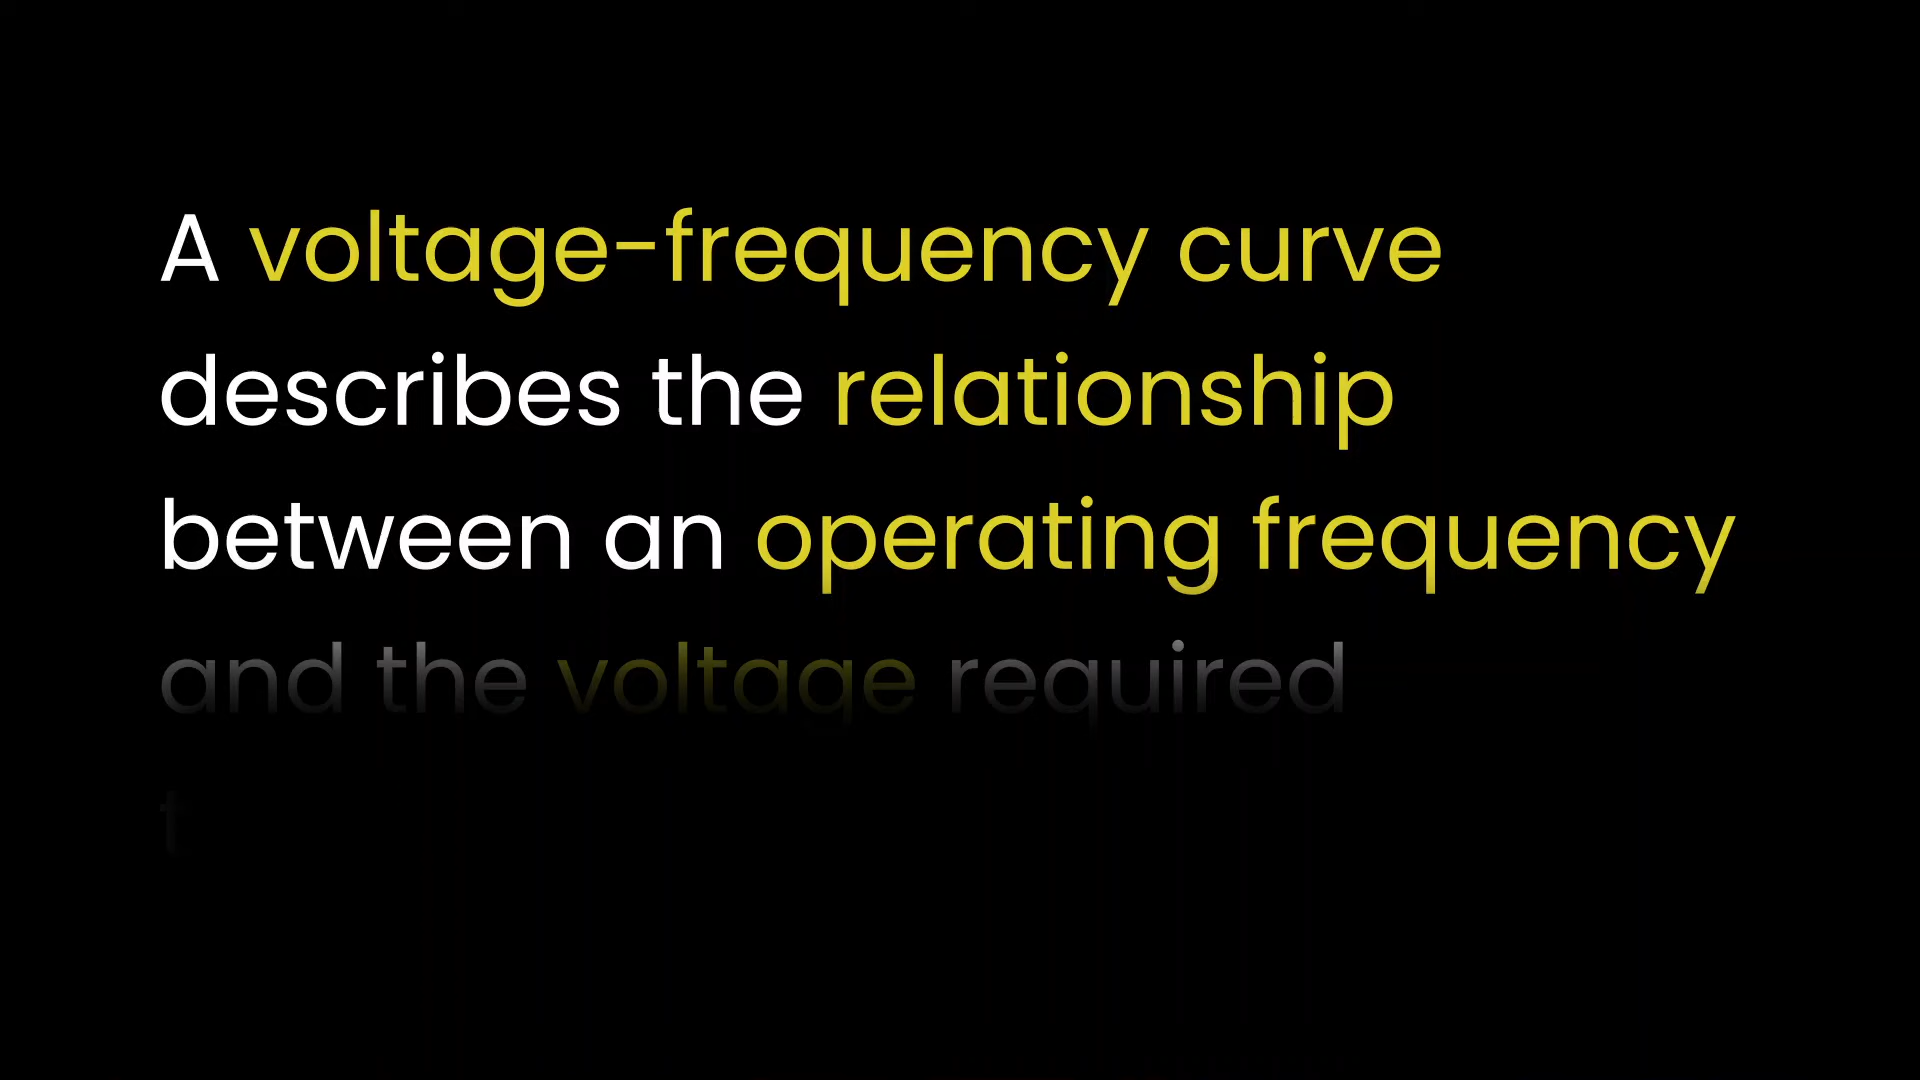 A voltage-frequency curve
describes the relationship
between an operating frequency
and the voltage required